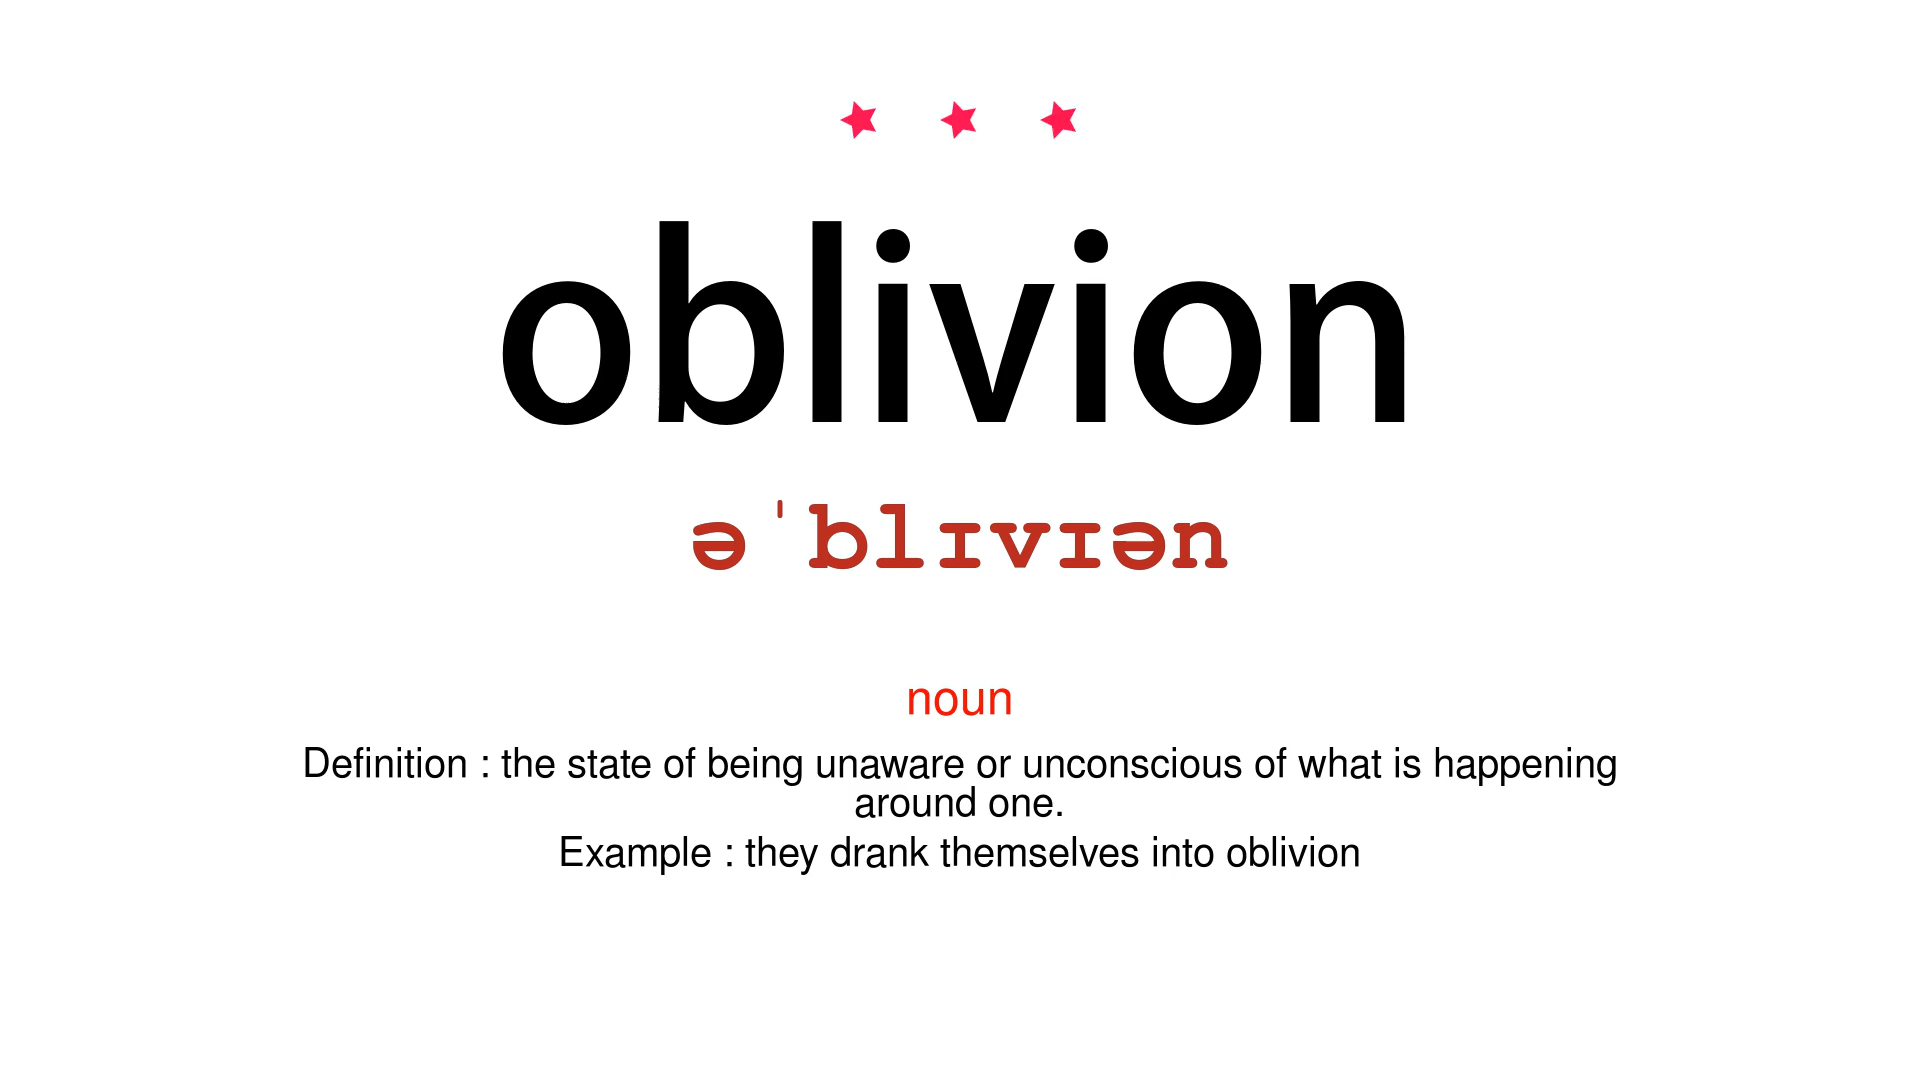 oblivion
əˈblɪvɪən
noun
Definition : the state of being unaware or unconscious of what is happening
around one.
Example : they drank themselves into oblivion